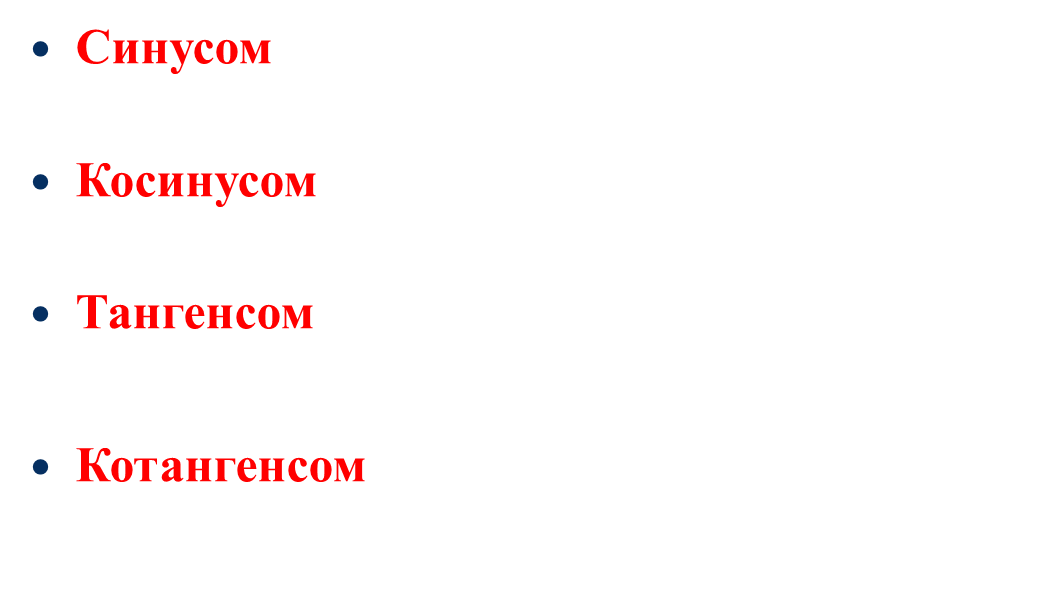 • Синусом
• Косинусом
• Тангенсом
• Котангенсом